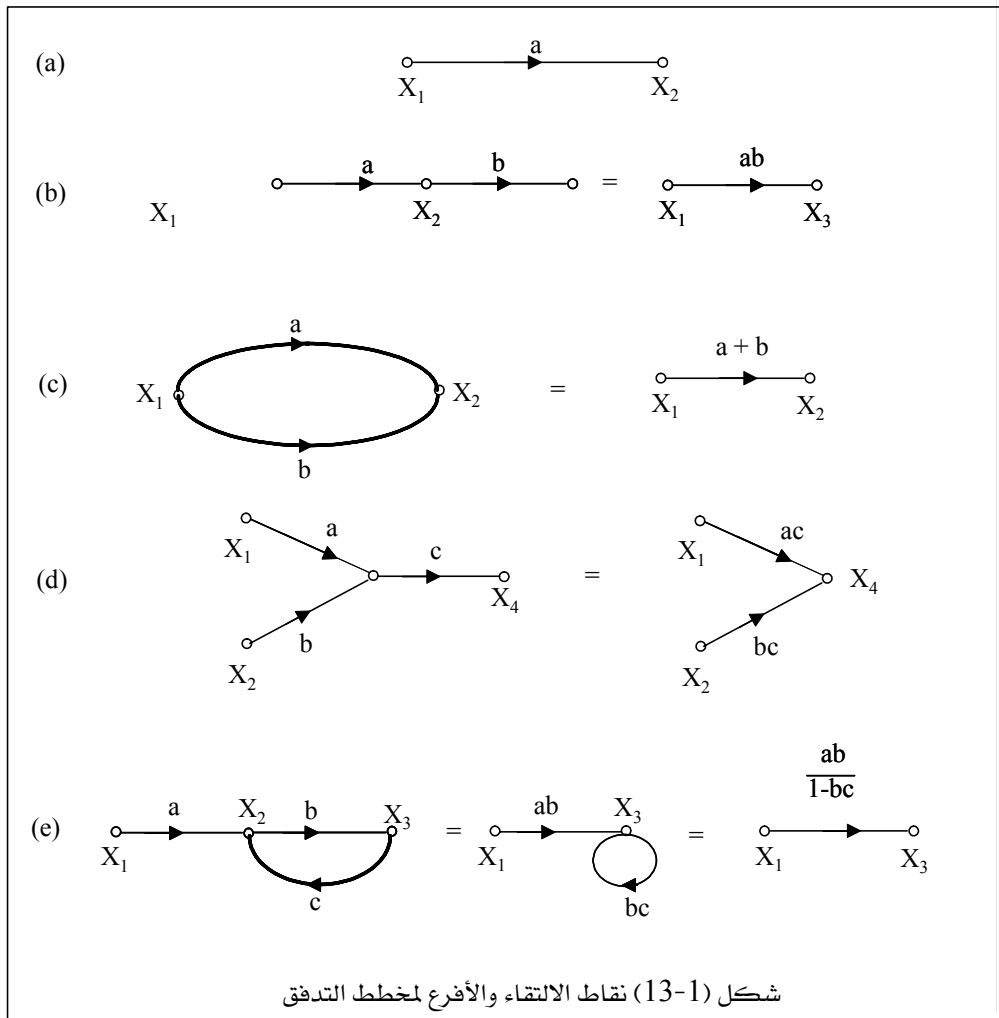 a
(a)
X₁ X₂
a b = ab
(b)
X₁ X₂ X₁ X₃
a
a + b
(c) X₁ X₂ =
X₁ X₂
b
a ac
X₁ c X₁
(d) = X₄
X₄
b bc
X₂ X₂
ab
1-bc
a X₂ b X₃ ab X₃
(e) = =
X₁ X₁ X₁ X₃
c bc
شكل (1-13) نقاط الالتقاء والأفرع لمخطط التدفق